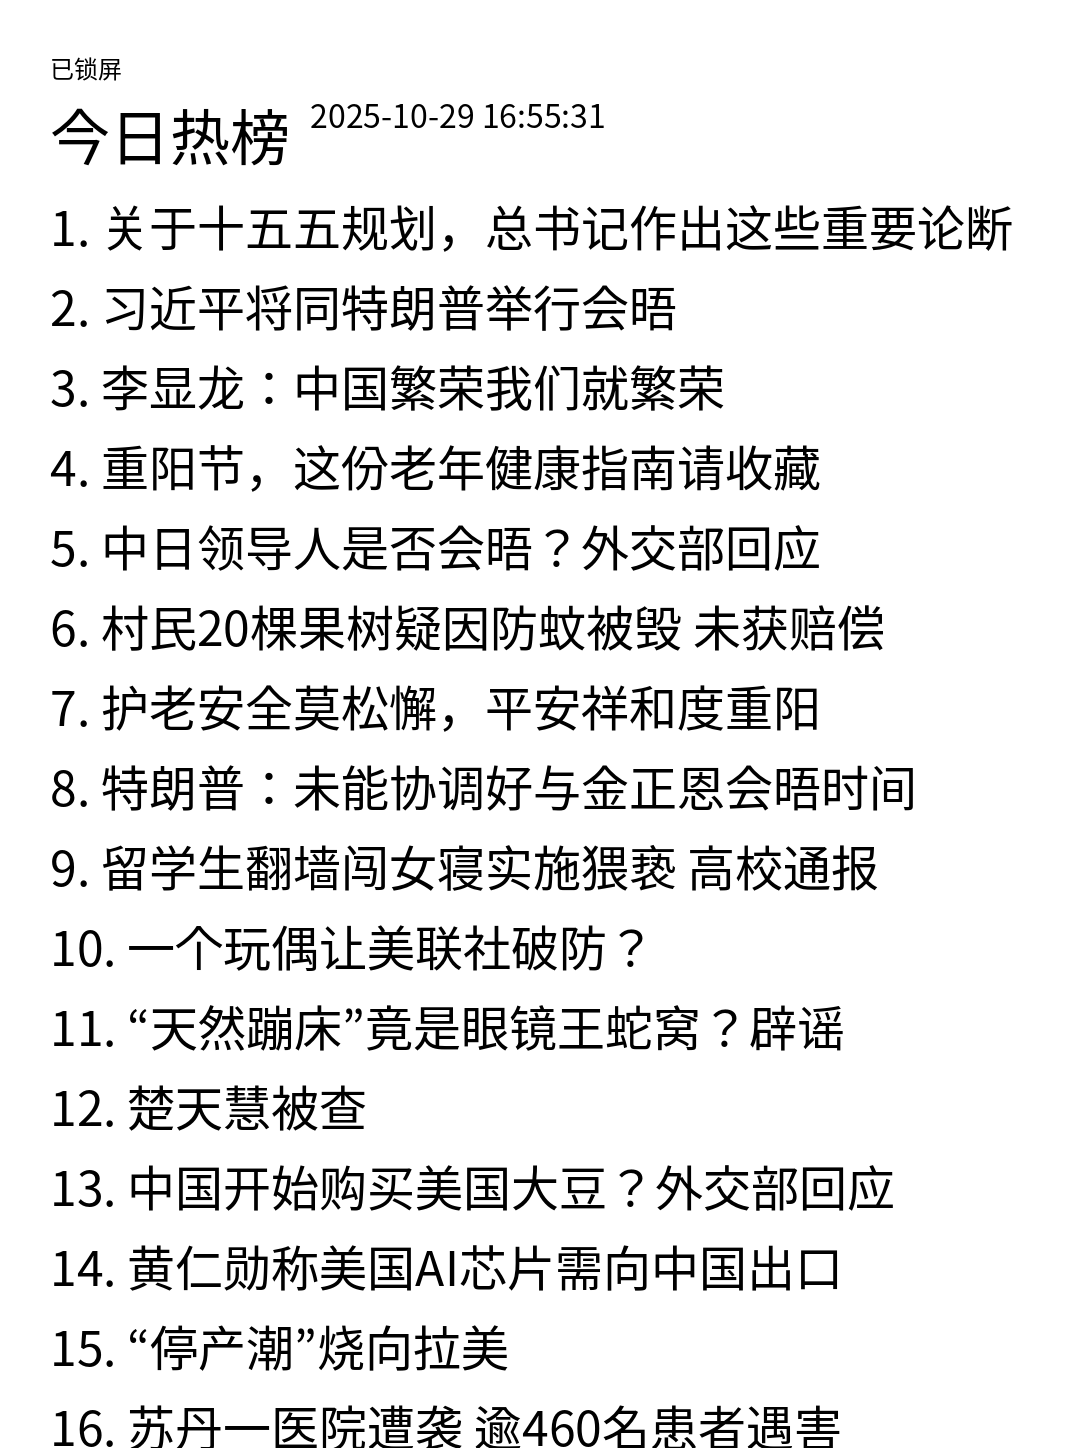 已锁屏
今日热榜 2025-10-29 16:55:31
1. 关于十五五规划，总书记作出这些重要论断
2. 习近平将同特朗普举行会晤
3. 李显龙：中国繁荣我们就繁荣
4. 重阳节，这份老年健康指南请收藏
5. 中日领导人是否会晤？外交部回应
6. 村民20棵果树疑因防蚊被毁 未获赔偿
7. 护老安全莫松懈，平安祥和度重阳
8. 特朗普：未能协调好与金正恩会晤时间
9. 留学生翻墙闯女寝实施猥亵 高校通报
10. 一个玩偶让美联社破防？
11. “天然蹦床”竟是眼镜王蛇窝？辟谣
12. 楚天慧被查
13. 中国开始购买美国大豆？外交部回应
14. 黄仁勋称美国AI芯片需向中国出口
15. “停产潮”烧向拉美
16. 苏丹一医院遭袭 逾460名患者遇害